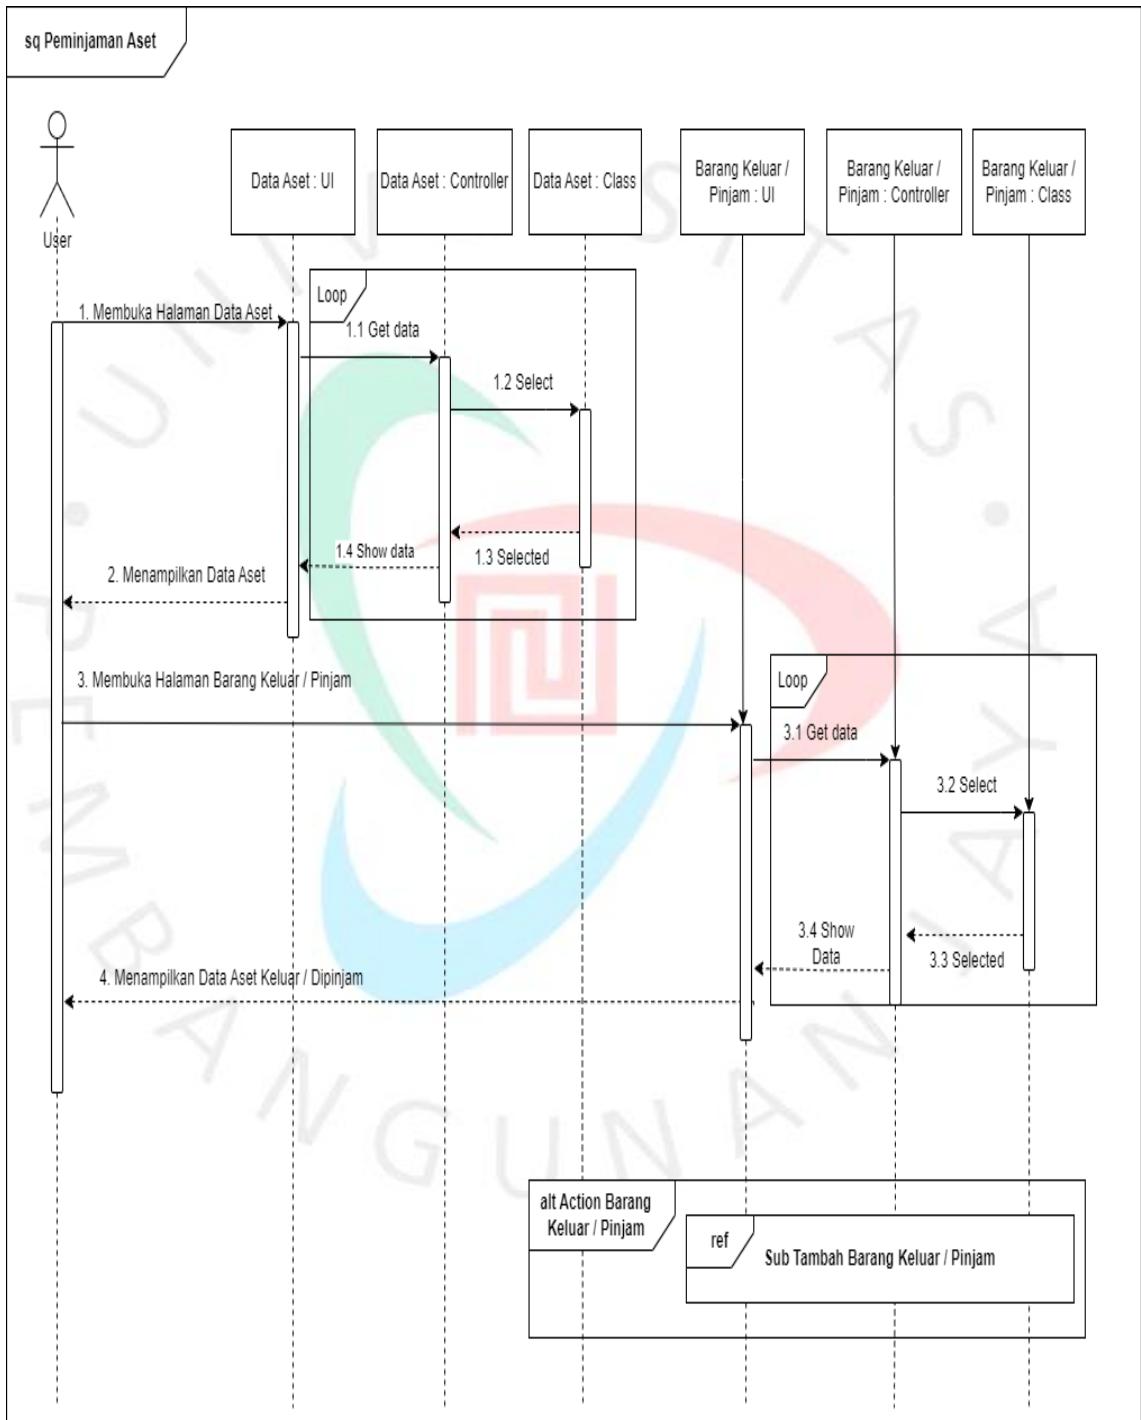 sq Peminjaman Aset
User
Data Aset : UI
Data Aset : Controller
Data Aset : Class
Barang Keluar /
Pinjam : UI
Barang Keluar /
Pinjam : Controller
Barang Keluar /
Pinjam : Class
Loop
1. Membuka Halaman Data Aset
1.1 Get data
1.2 Select
1.3 Selected
1.4 Show data
2. Menampilkan Data Aset
3. Membuka Halaman Barang Keluar / Pinjam
Loop
3.1 Get data
3.2 Select
3.3 Selected
3.4 Show
Data
4. Menampilkan Data Aset Keluar / Dipinjam
alt Action Barang
Keluar / Pinjam
ref
Sub Tambah Barang Keluar / Pinjam
UNIVERSITAS
PEMBANGUNAN JAYA